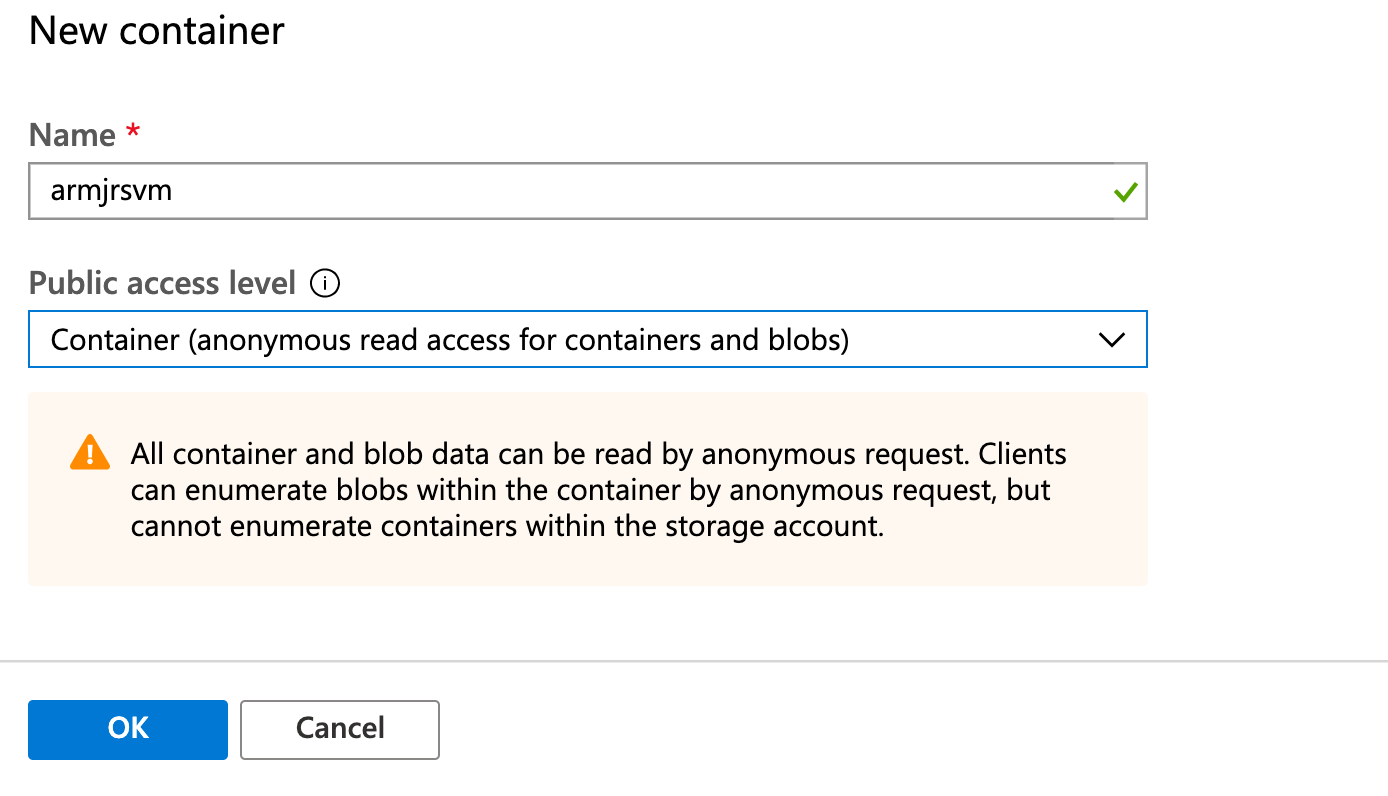 New container
Name *
armjrsvm
Public access level
Container (anonymous read access for containers and blobs)
All container and blob data can be read by anonymous request. Clients
can enumerate blobs within the container by anonymous request, but
cannot enumerate containers within the storage account.
OK
Cancel